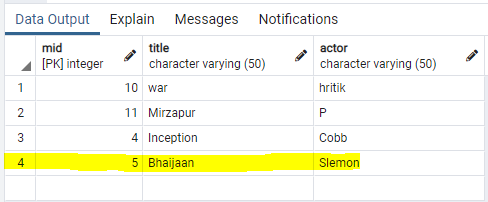 Data Output Explain Messages Notifications
mid title actor
[PK] integer character varying (50) character varying (50)
1 10 war hritik
2 11 Mirzapur P
3 4 Inception Cobb
4 5 Bhaijaan Slemon